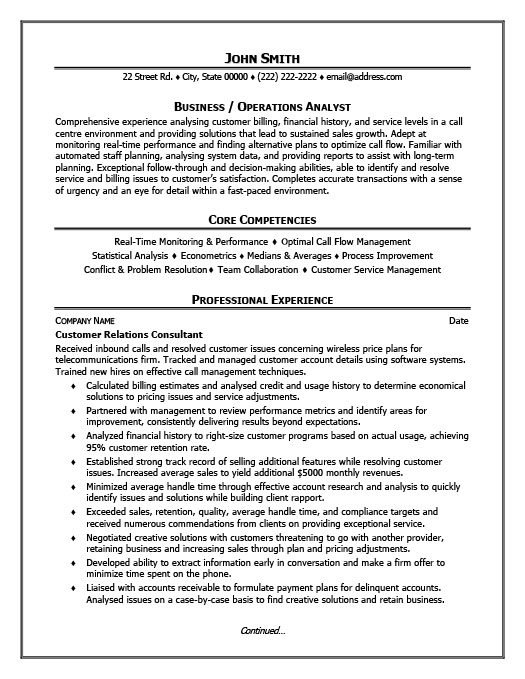 JOHN SMITH
22 Street Rd. ♦ City, State 00000 ♦ (222) 222-2222 ♦ email@address.com
BUSINESS / OPERATIONS ANALYST
Comprehensive experience analysing customer billing, financial history, and service levels in a call
centre environment and providing solutions that lead to sustained sales growth. Adept at
monitoring real-time performance and finding alternative plans to optimize call flow. Familiar with
automated staff planning, analysing system data, and providing reports to assist with long-term
planning. Exceptional follow-through and decision-making abilities, able to identify and resolve
service and billing issues to customer's satisfaction. Completes accurate transactions with a sense
of urgency and an eye for detail within a fast-paced environment.
CORE COMPETENCIES
Real-Time Monitoring & Performance ♦ Optimal Call Flow Management
Statistical Analysis ♦ Econometrics ♦ Medians & Averages ♦ Process Improvement
Conflict & Problem Resolution♦ Team Collaboration ♦ Customer Service Management
PROFESSIONAL EXPERIENCE
COMPANY NAME Date
Customer Relations Consultant
Received inbound calls and resolved customer issues concerning wireless price plans for
telecommunications firm. Tracked and managed customer account details using software systems.
Trained new hires on effective call management techniques.
♦ Calculated billing estimates and analysed credit and usage history to determine economical
solutions to pricing issues and service adjustments.
♦ Partnered with management to review performance metrics and identify areas for
improvement, consistently delivering results beyond expectations.
♦ Analyzed financial history to right-size customer programs based on actual usage, achieving
95% customer retention rate.
♦ Established strong track record of selling additional features while resolving customer
issues. Increased average sales to yield additional $5000 monthly revenues.
♦ Minimized average handle time through effective account research and analysis to quickly
identify issues and solutions while building client rapport.
♦ Exceeded sales, retention, quality, average handle time, and compliance targets and
received numerous commendations from clients on providing exceptional service.
♦ Negotiated creative solutions with customers threatening to go with another provider,
retaining business and increasing sales through plan and pricing adjustments.
♦ Developed ability to extract information early in conversation and make a firm offer to
minimize time spent on the phone.
♦ Liaised with accounts receivable to formulate payment plans for delinquent accounts.
Analysed issues on a case-by-case basis to find creative solutions and retain business.
Continued...